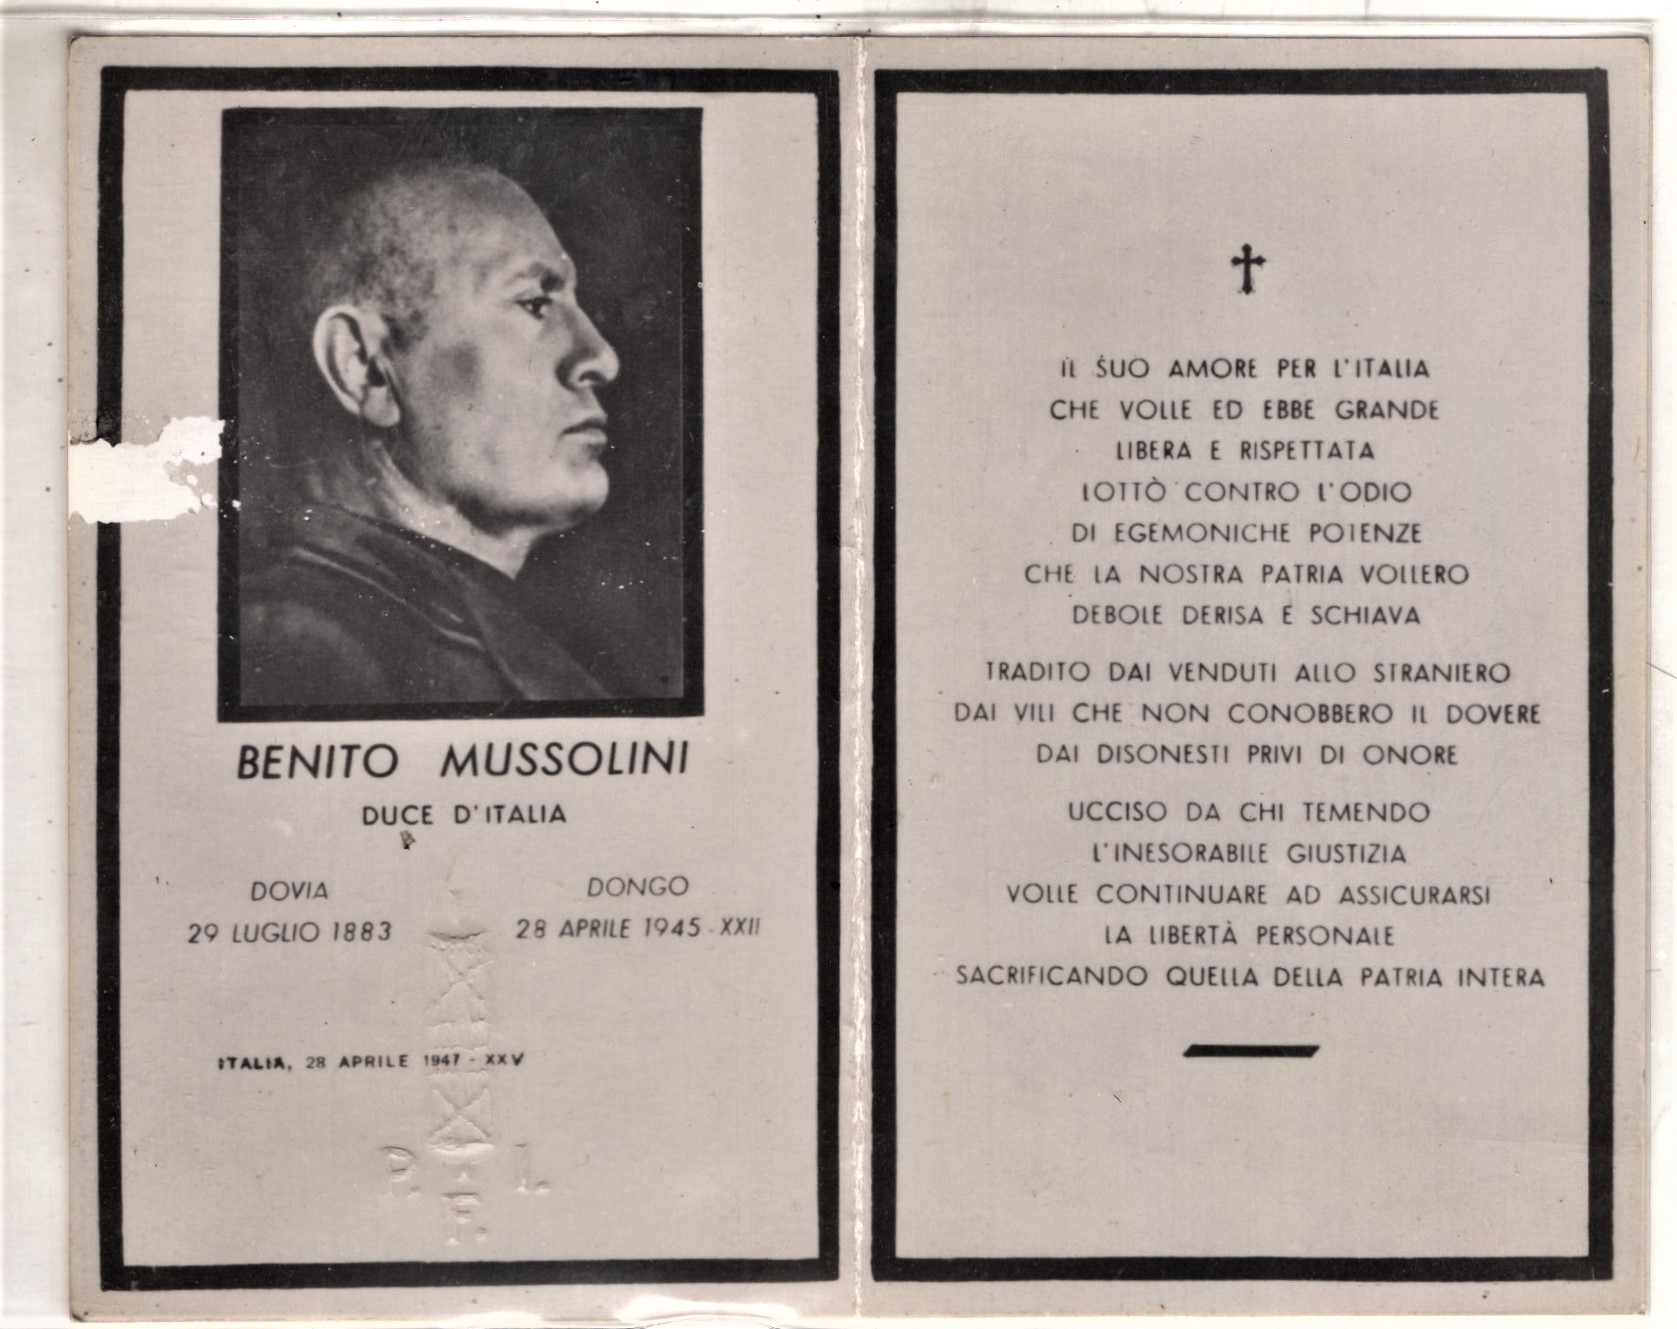 BENITO MUSSOLINI
DUCE D'ITALIA
DOVIA
29 LUGLIO 1883
DONGO
28 APRILE 1945 - XXII
ITALIA, 28 APRILE 1947 - XXV
P. F. I.
IL SUO AMORE PER L'ITALIA
CHE VOLLE ED EBBE GRANDE
LIBERA E RISPETTATA
LOTTÒ CONTRO L'ODIO
DI EGEMONICHE POTENZE
CHE LA NOSTRA PATRIA VOLLERO
DEBOLE DERISA E SCHIAVA
TRADITO DAI VENDUTI ALLO STRANIERO
DAI VILI CHE NON CONOBBERO IL DOVERE
DAI DISONESTI PRIVI DI ONORE
UCCISO DA CHI TEMENDO
L'INESORABILE GIUSTIZIA
VOLLE CONTINUARE AD ASSICURARSI
LA LIBERTÀ PERSONALE
SACRIFICANDO QUELLA DELLA PATRIA INTERA